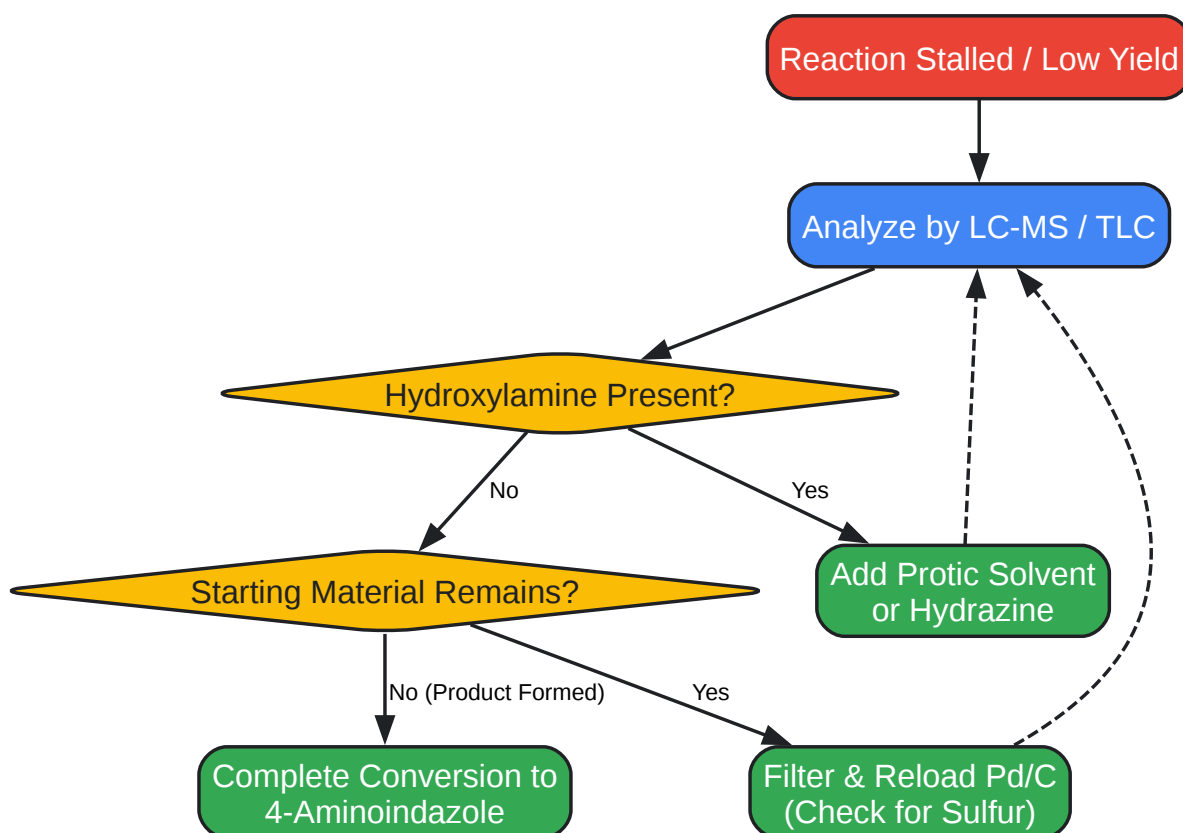 Reaction Stalled / Low Yield
Analyze by LC-MS / TLC
Hydroxylamine Present?
No
Yes
Add Protic Solvent
or Hydrazine
Starting Material Remains?
No (Product Formed)
Yes
Complete Conversion to
4-Aminoindazole
Filter & Reload Pd/C
(Check for Sulfur)